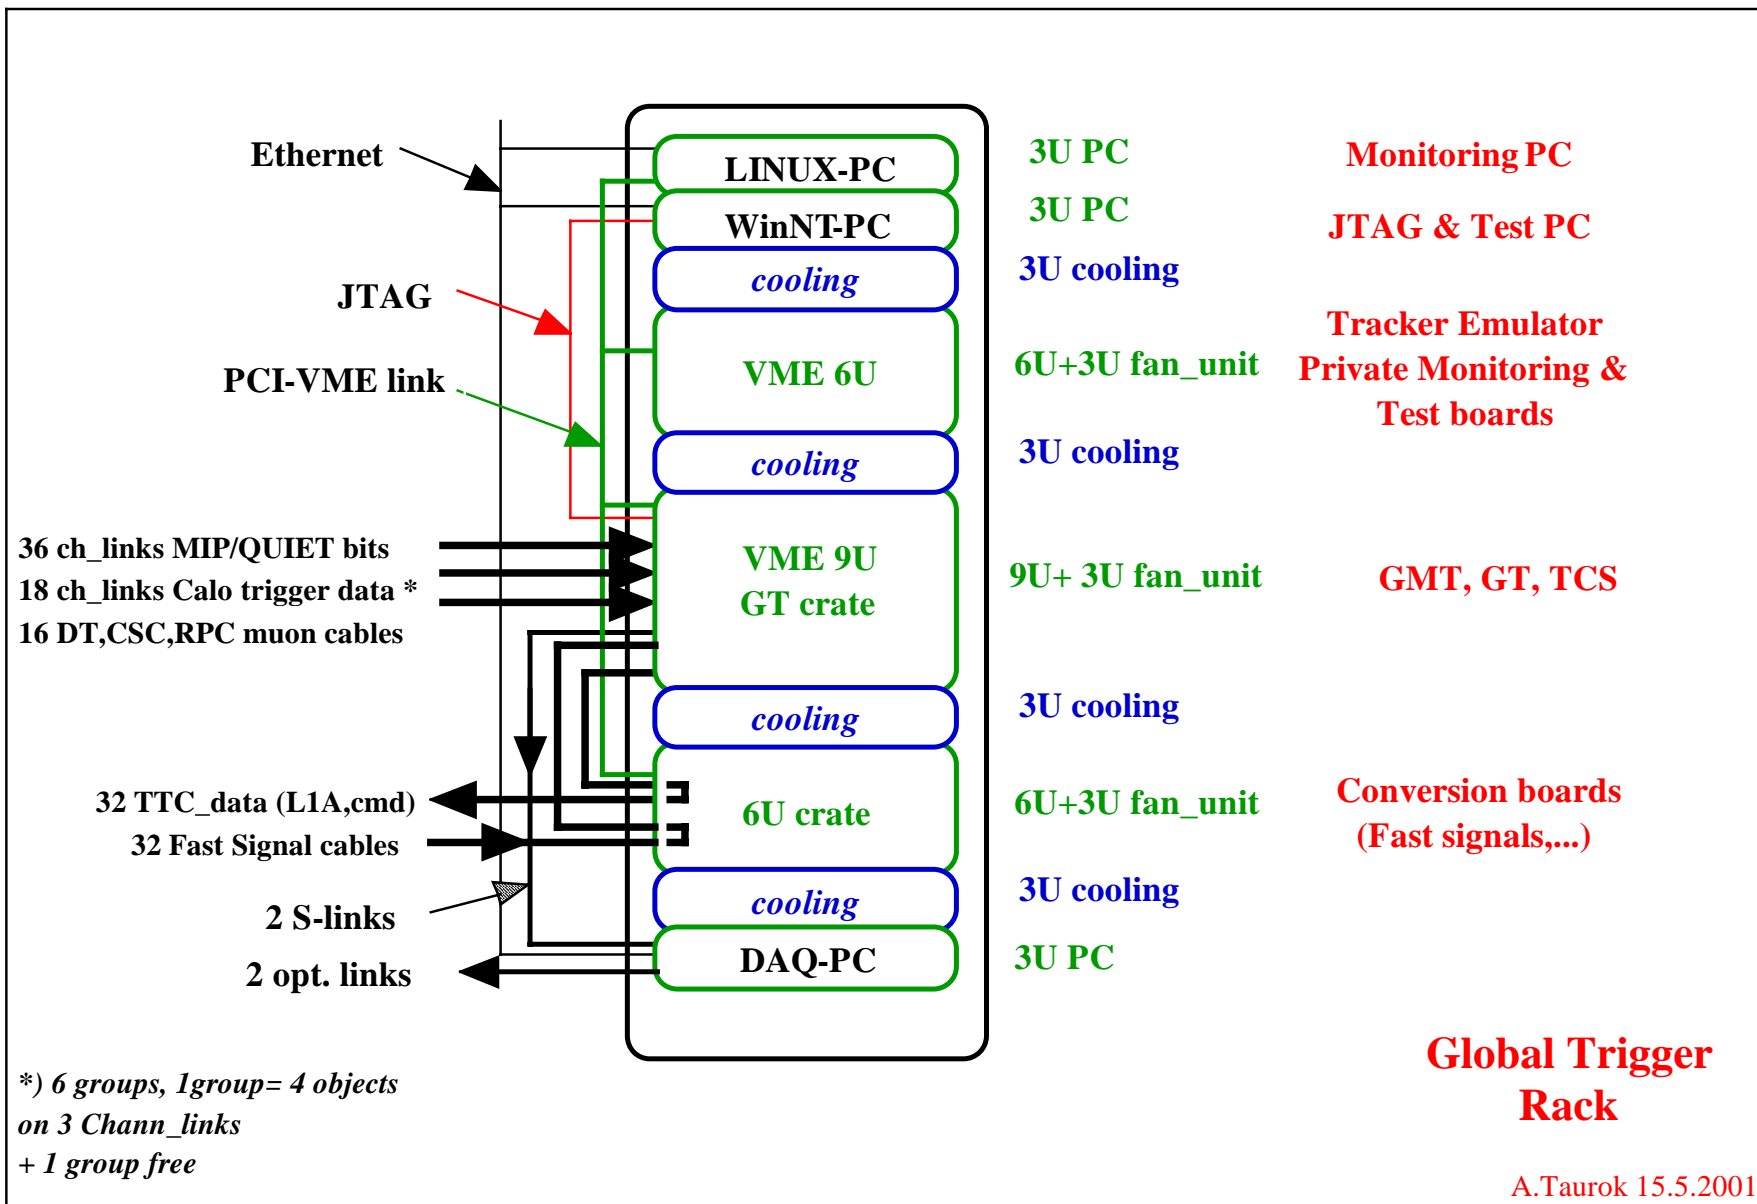 Ethernet
LINUX-PC
3U PC
Monitoring PC
WinNT-PC
3U PC
JTAG & Test PC
cooling
3U cooling
JTAG
PCI-VME link
VME 6U
6U+3U fan_unit
Tracker Emulator
Private Monitoring &
Test boards
cooling
3U cooling
36 ch_links MIP/QUIET bits
18 ch_links Calo trigger data *
16 DT,CSC,RPC muon cables
VME 9U
GT crate
9U+ 3U fan_unit
GMT, GT, TCS
cooling
3U cooling
32 TTC_data (L1A,cmd)
32 Fast Signal cables
6U crate
6U+3U fan_unit
Conversion boards
(Fast signals,...)
cooling
3U cooling
2 S-links
2 opt. links
DAQ-PC
3U PC
*) 6 groups, 1group= 4 objects
on 3 Chann_links
+ 1 group free
Global Trigger
Rack
A.Taurok 15.5.2001